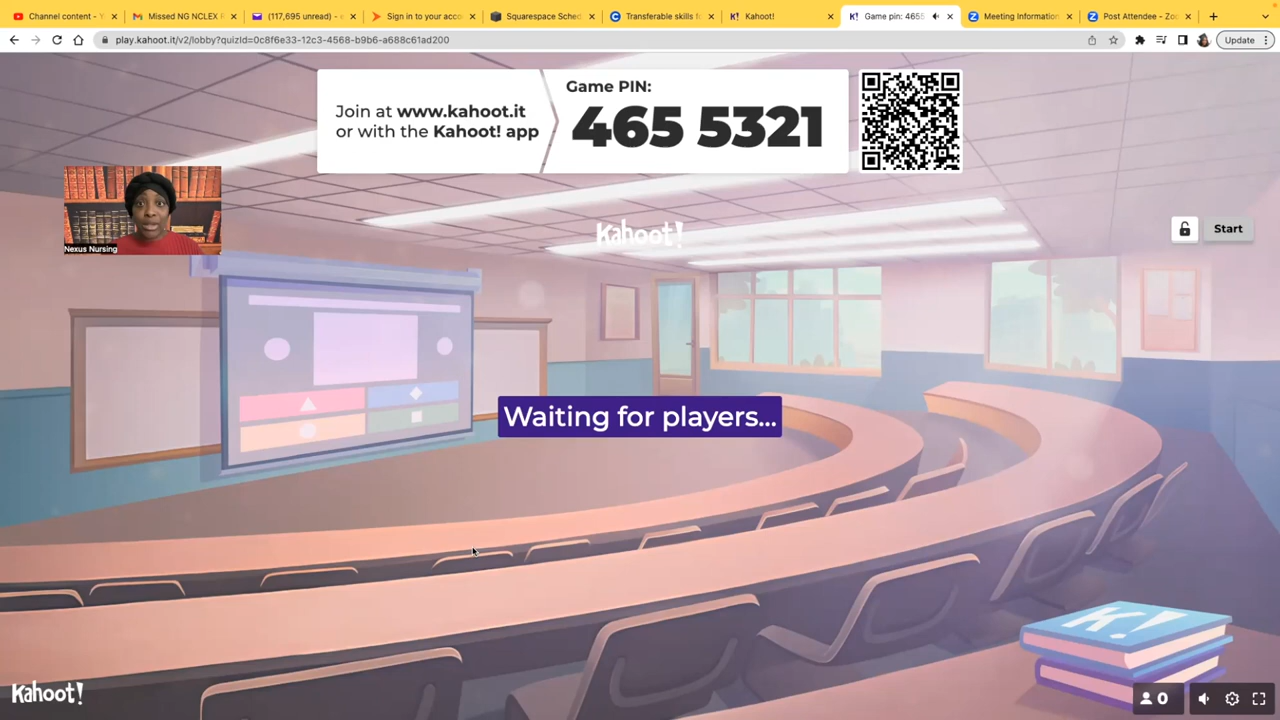 Channel content - Y
Missed NG NCLEX F
(117,695 unread) - e
Sign in to your acco
Squarespace Sched
Transferable skills fo
Kahoot!
Game pin: 4655
Meeting Information
Post Attendee - Zoo
play.kahoot.it/v2/lobby?quizId=0c8f6e33-12c3-4568-b9b6-a688c61ad200
Update
Join at www.kahoot.it
or with the Kahoot! app
Game PIN:
465 5321
Nexus Nursing
Kahoot!
Start
Waiting for players...
K!
Kahoot!
0